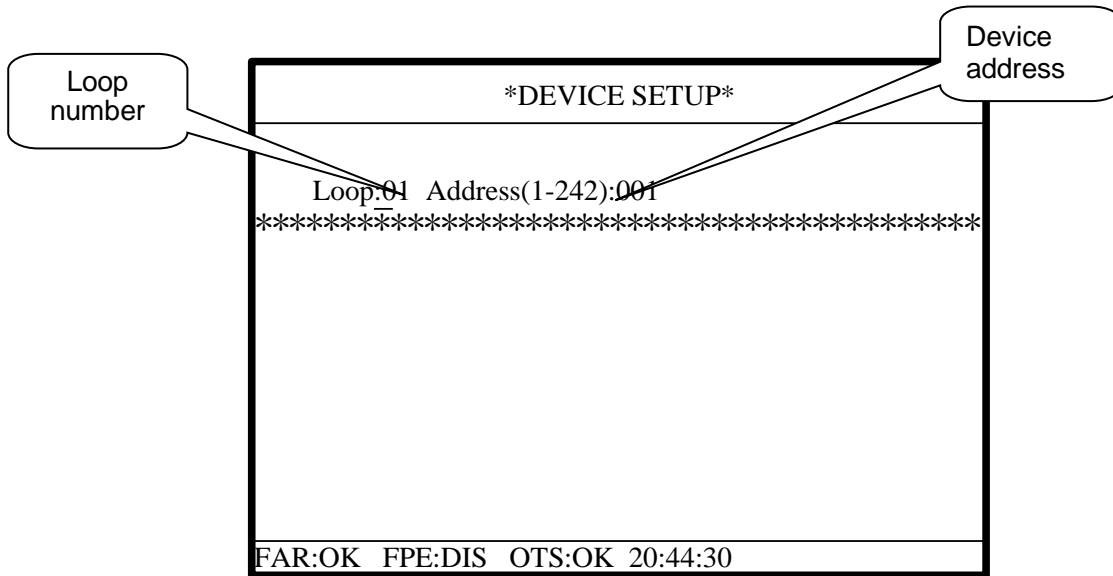 Device
address
Loop
number
*DEVICE SETUP*
Loop:01 Address(1-242):001
*******************************************
FAR:OK FPE:DIS OTS:OK 20:44:30